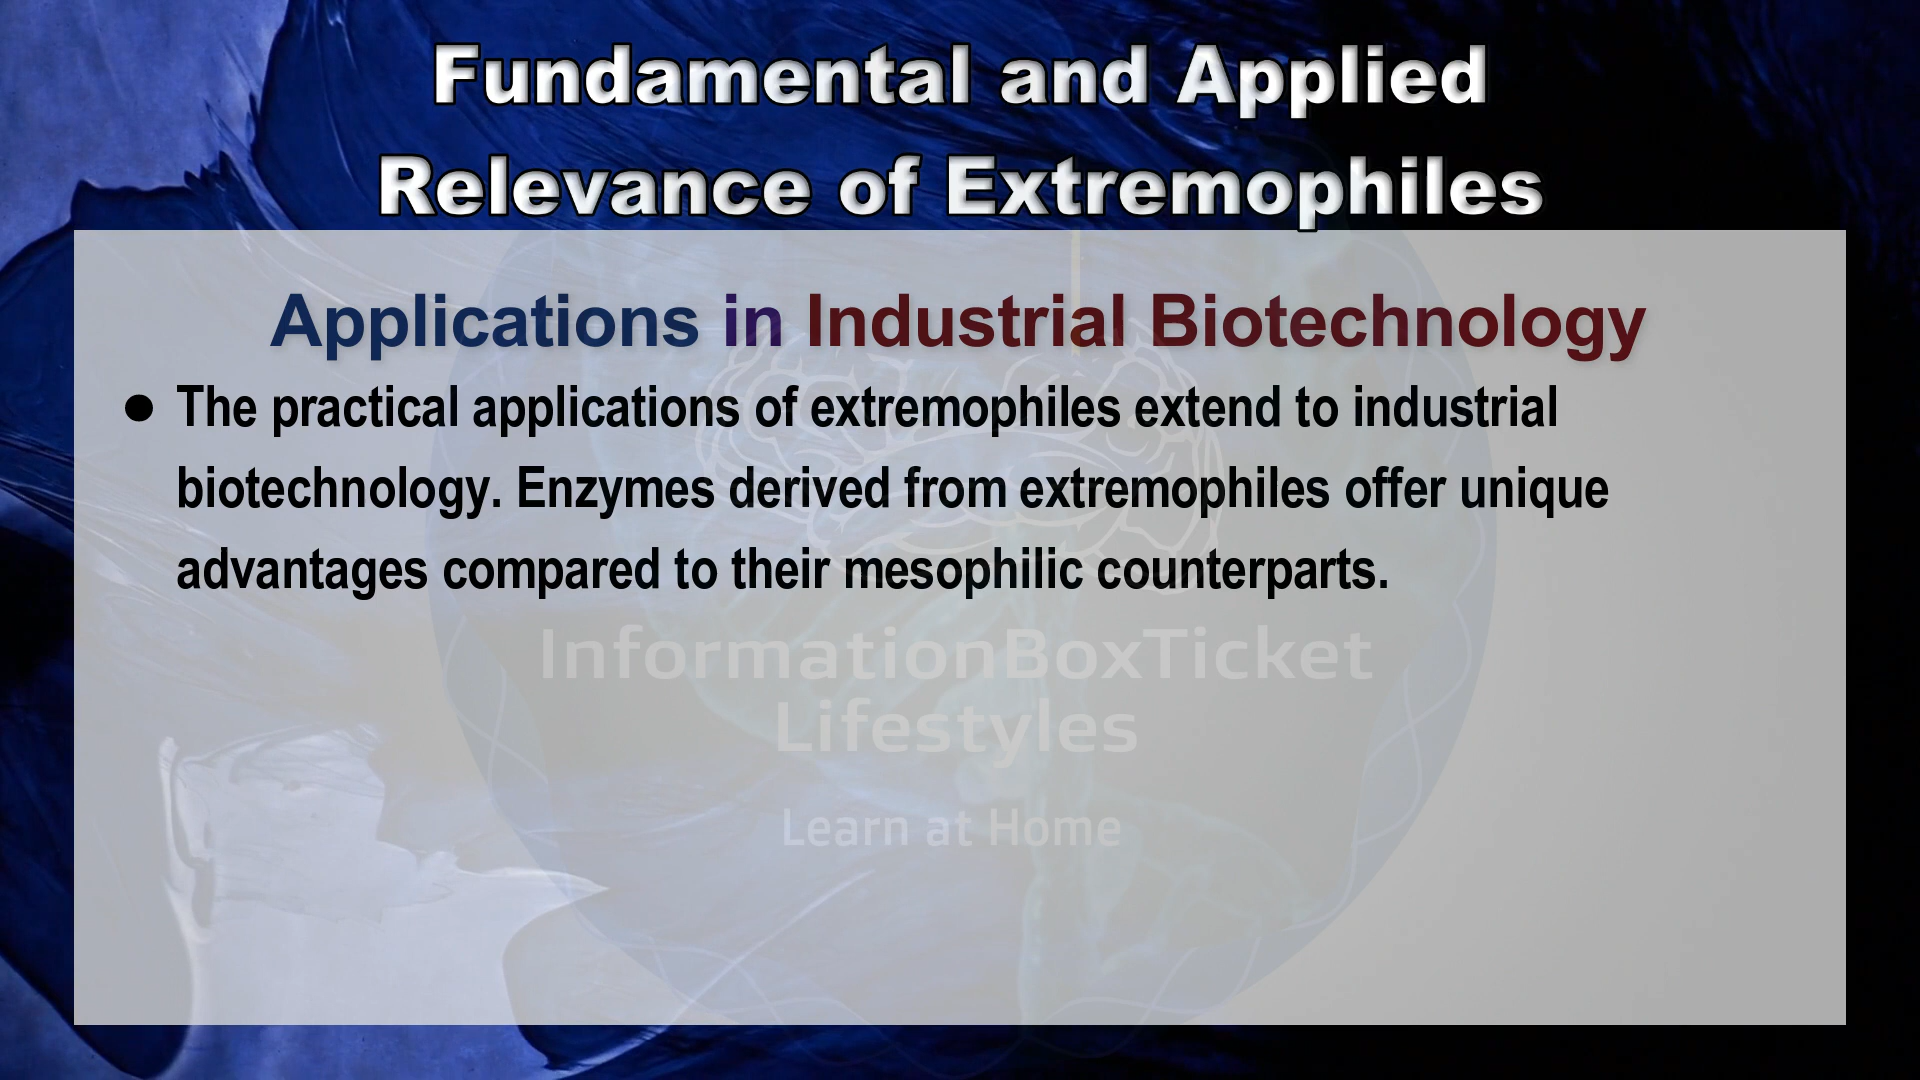 Fundamental and Applied
Relevance of Extremophiles
Applications in Industrial Biotechnology
● The practical applications of extremophiles extend to industrial
biotechnology. Enzymes derived from extremophiles offer unique
advantages compared to their mesophilic counterparts.
InformationBoxTicket
Lifestyles
Learn at Home